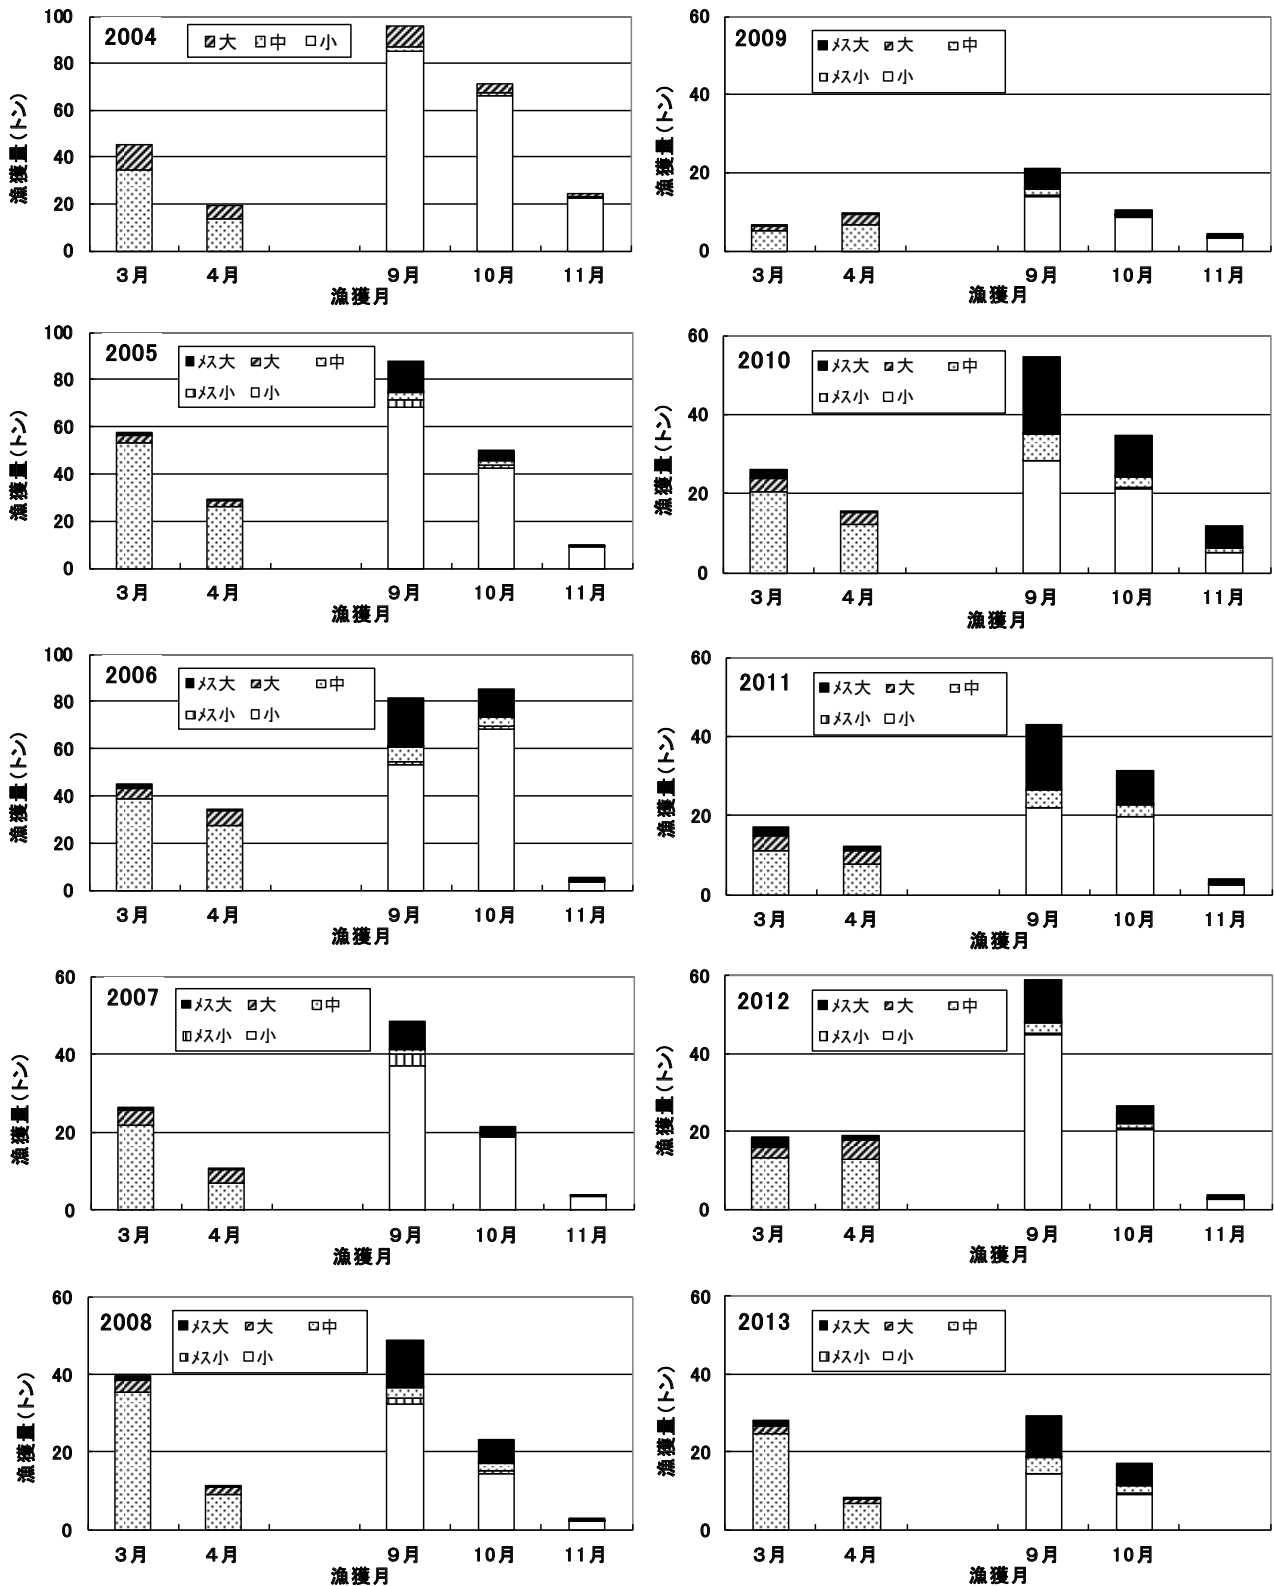 2004
大 中 小
漁獲量(トン)
100
80
60
40
20
0
3月 4月 9月 10月 11月
漁獲月
2005
メス大 大 中
メス小 小
漁獲量(トン)
100
80
60
40
20
0
3月 4月 9月 10月 11月
漁獲月
2006
メス大 大 中
メス小 小
漁獲量(トン)
100
80
60
40
20
0
3月 4月 9月 10月 11月
漁獲月
2007
メス大 大 中
メス小 小
漁獲量(トン)
60
40
20
0
3月 4月 9月 10月 11月
漁獲月
2008
メス大 大 中
メス小 小
漁獲量(トン)
60
40
20
0
3月 4月 9月 10月 11月
漁獲月
2009
メス大 大 中
メス小 小
漁獲量(トン)
60
40
20
0
3月 4月 9月 10月 11月
漁獲月
2010
メス大 大 中
メス小 小
漁獲量(トン)
60
40
20
0
3月 4月 9月 10月 11月
漁獲月
2011
メス大 大 中
メス小 小
漁獲量(トン)
60
40
20
0
3月 4月 9月 10月 11月
漁獲月
2012
メス大 大 中
メス小 小
漁獲量(トン)
60
40
20
0
3月 4月 9月 10月 11月
漁獲月
2013
メス大 大 中
メス小 小
漁獲量(トン)
60
40
20
0
3月 4月 9月 10月